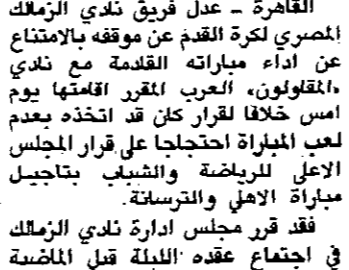 القاهرة ـ عدل فريق نادي الزمالك
المصري لكرة القدم عن موقفه بالامتناع
عن اداء مباراته القادمة مع نادي
«المقاولون» العرب المقرر اقامتها يوم
امس خلافا لقرار كان قد اتخذه بعدم
لعب المباراة احتجاجا على قرار المجلس
الاعلى للرياضة والشباب بتاجيل
مباراة الاهلي والترسانة.
فقد قرر مجلس ادارة نادي الزمالك
في اجتماع عقده الليلة قبل الماضية